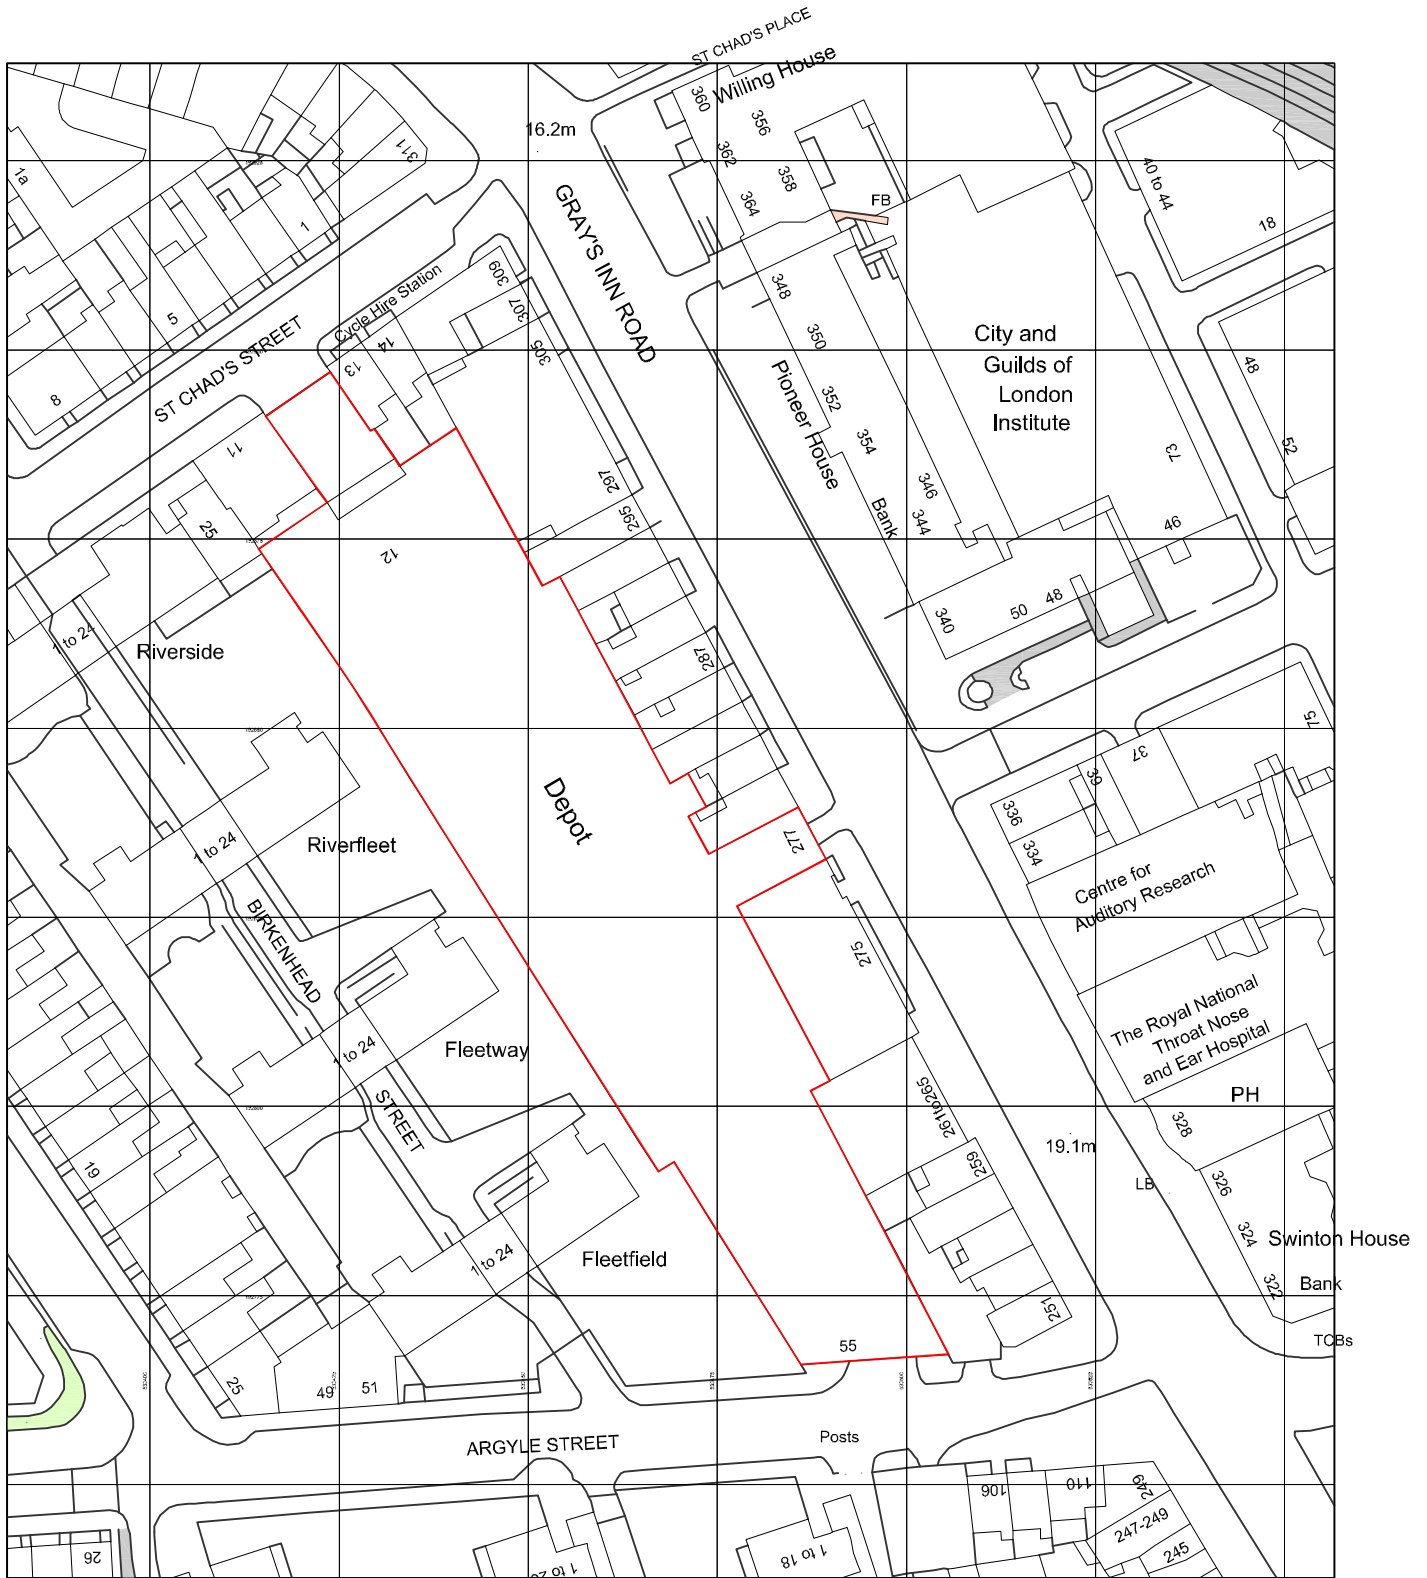 ST CHAD'S PLACE
Willing House
360
356
16.2m
362
358
311
40 to 44
1a
364
FB
18
1
GRAY'S INN ROAD
309
Cycle Hire Station
307
348
5
305
350
City and
Guilds of
London
Institute
ST CHAD'S STREET
14
13
48
Pioneer House
352
8
354
11
73
52
297
346
295
Bank
344
25
46
12
50
48
340
1 to 24
Riverside
287
75
37
39
Depot
336
277
334
1 to 24
Riverfleet
Centre for
Auditory Research
BIRKENHEAD
STREET
275
The Royal National
Throat Nose
and Ear Hospital
1 to 24
Fleetway
PH
261to265
328
19.1m
259
19
LB
326
324
Swinton House
1 to 24
Fleetfield
322
Bank
251
TCBs
55
25
49
51
ARGYLE STREET
Posts
106
110
249
247-249
245
26
1 to 18